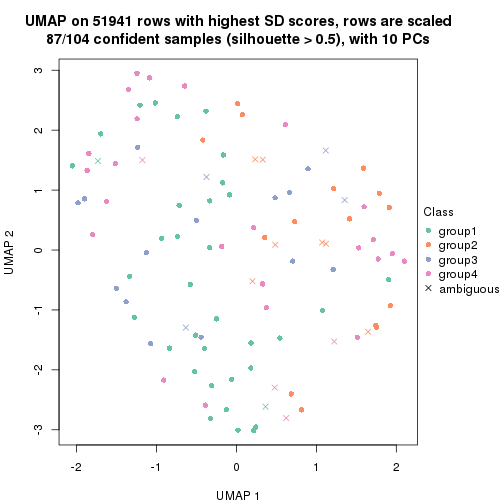 UMAP on 51941 rows with highest SD scores, rows are scaled
87/104 confident samples (silhouette > 0.5), with 10 PCs
3
2
1
0
-1
-2
-3
UMAP 2
-2
-1
0
1
2
UMAP 1
Class
group1
group2
group3
group4
ambiguous